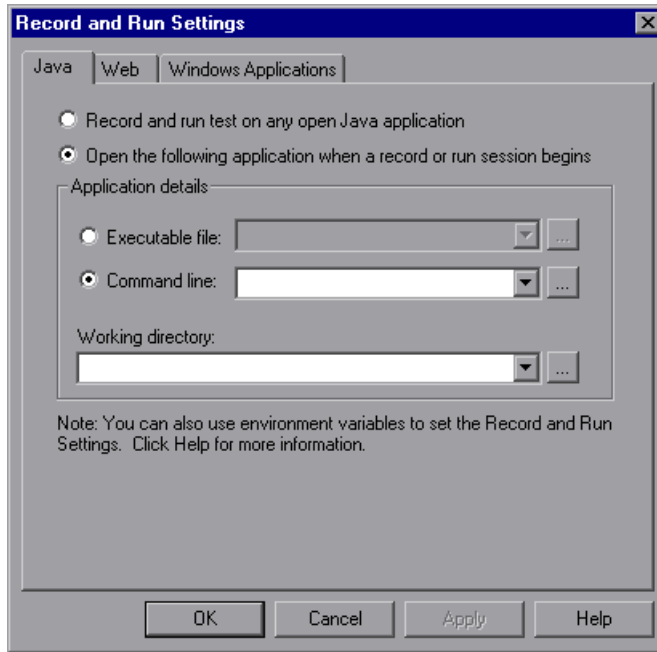 Record and Run Settings
Java Web Windows Applications
Record and run test on any open Java application
Open the following application when a record or run session begins
Application details
Executable file: ...
Command line: ...
Working directory:
...
Note: You can also use environment variables to set the Record and Run
Settings. Click Help for more information.
OK Cancel Apply Help